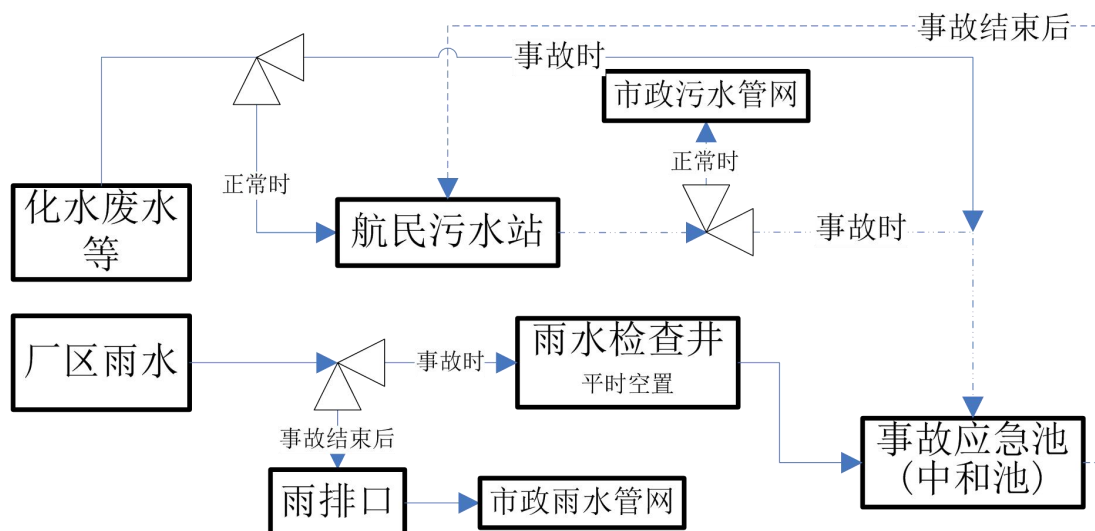 事故结束后
事故时
市政污水管网
正常时
正常时
化水废水
等
航民污水站
事故时
厂区雨水
雨水检查井
平时空置
事故时
事故结束后
事故应急池
(中和池)
雨排口
市政雨水管网